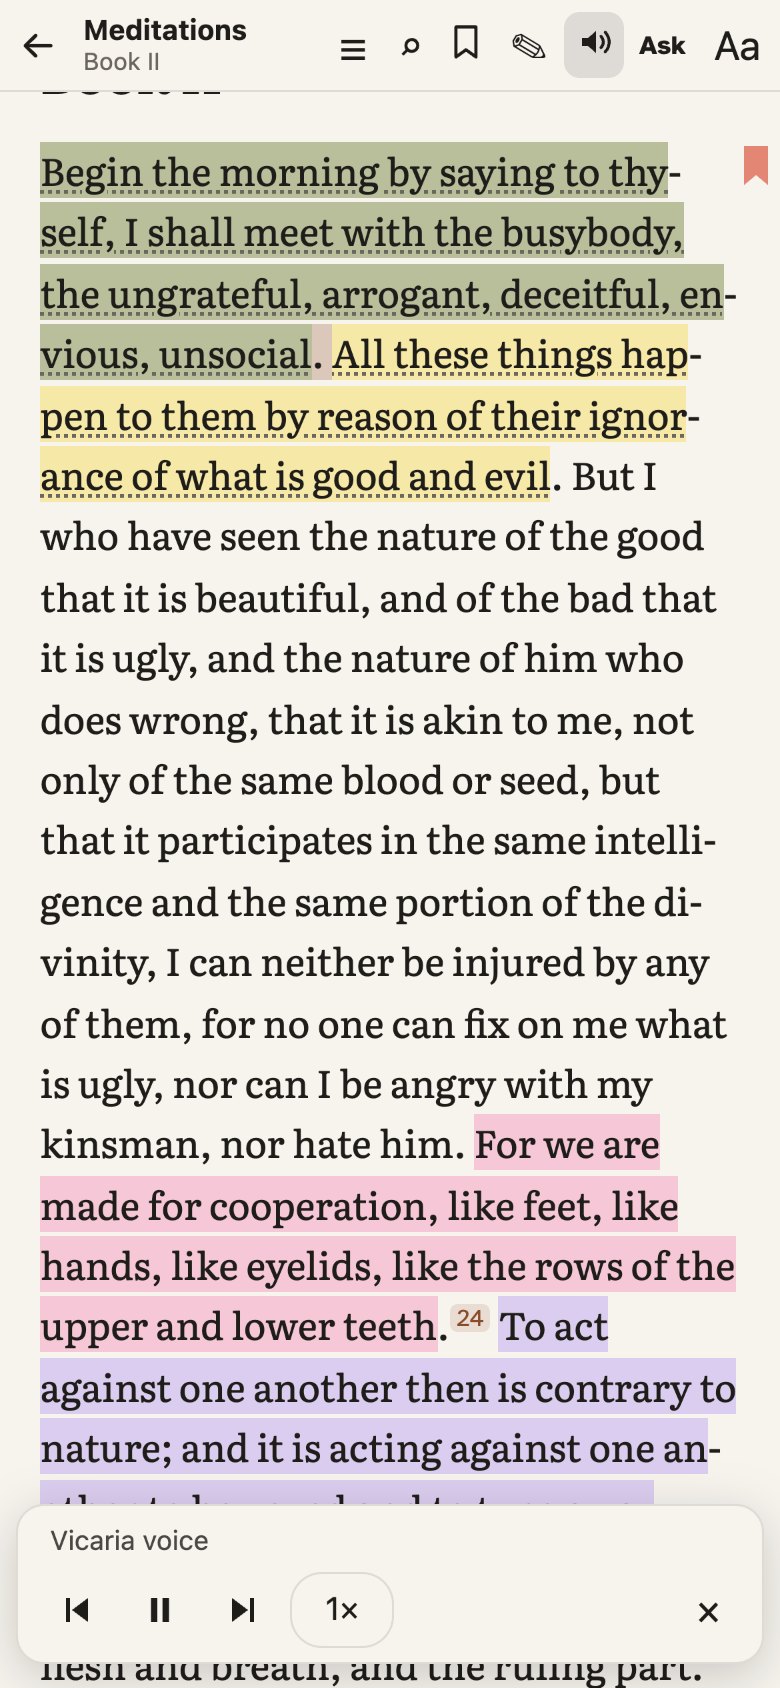 Meditations
Book II
Ask
Aa
Begin the morning by saying to thy-
self, I shall meet with the busybody,
the ungrateful, arrogant, deceitful, en-
vious, unsocial. All these things hap-
pen to them by reason of their ignor-
ance of what is good and evil. But I
who have seen the nature of the good
that it is beautiful, and of the bad that
it is ugly, and the nature of him who
does wrong, that it is akin to me, not
only of the same blood or seed, but
that it participates in the same intelli-
gence and the same portion of the di-
vinity, I can neither be injured by any
of them, for no one can fix on me what
is ugly, nor can I be angry with my
kinsman, nor hate him. For we are
made for cooperation, like feet, like
hands, like eyelids, like the rows of the
upper and lower teeth. 24 To act
against one another then is contrary to
nature; and it is acting against one an-
Vicaria voice
1×
flesh and breath, and the ruling part.